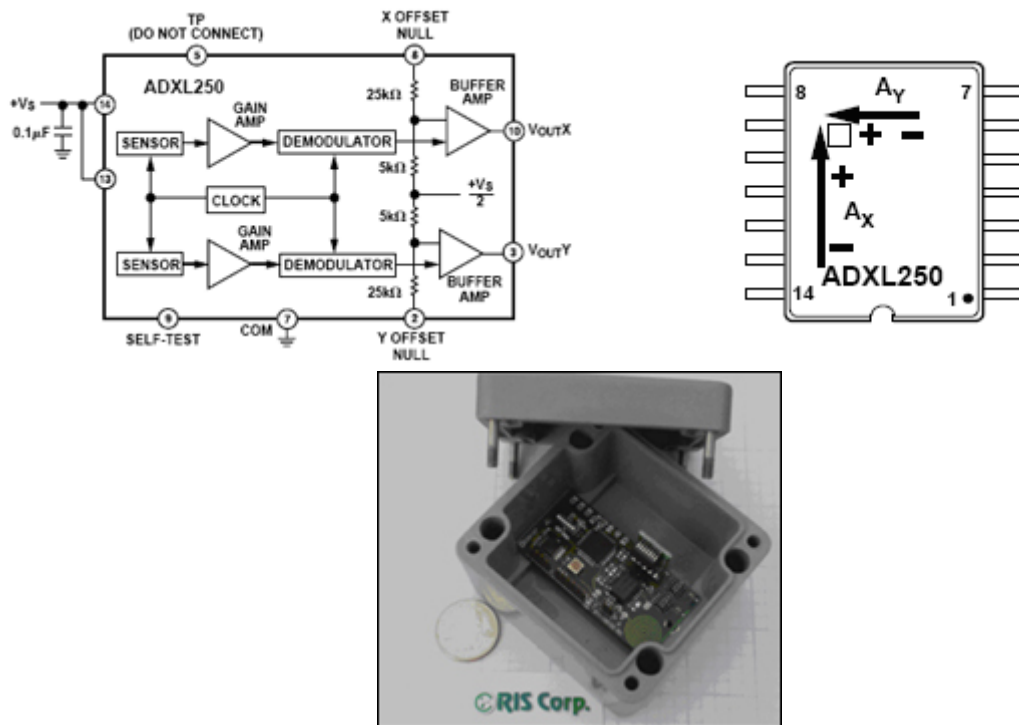 TP
(DO NOT CONNECT)
X OFFSET
NULL
5
6
ADXL250
+VS
14
0.1µF
13
GAIN
AMP
25kΩ
BUFFER
AMP
SENSOR
DEMODULATOR
10
VOUTX
5kΩ
CLOCK
+VS
2
5kΩ
GAIN
AMP
SENSOR
DEMODULATOR
3
VOUTY
BUFFER
AMP
25kΩ
9
7
2
SELF-TEST
COM
Y OFFSET
NULL
8
AY
7
+ −
+
AX
−
ADXL250
14
1
RIS Corp.